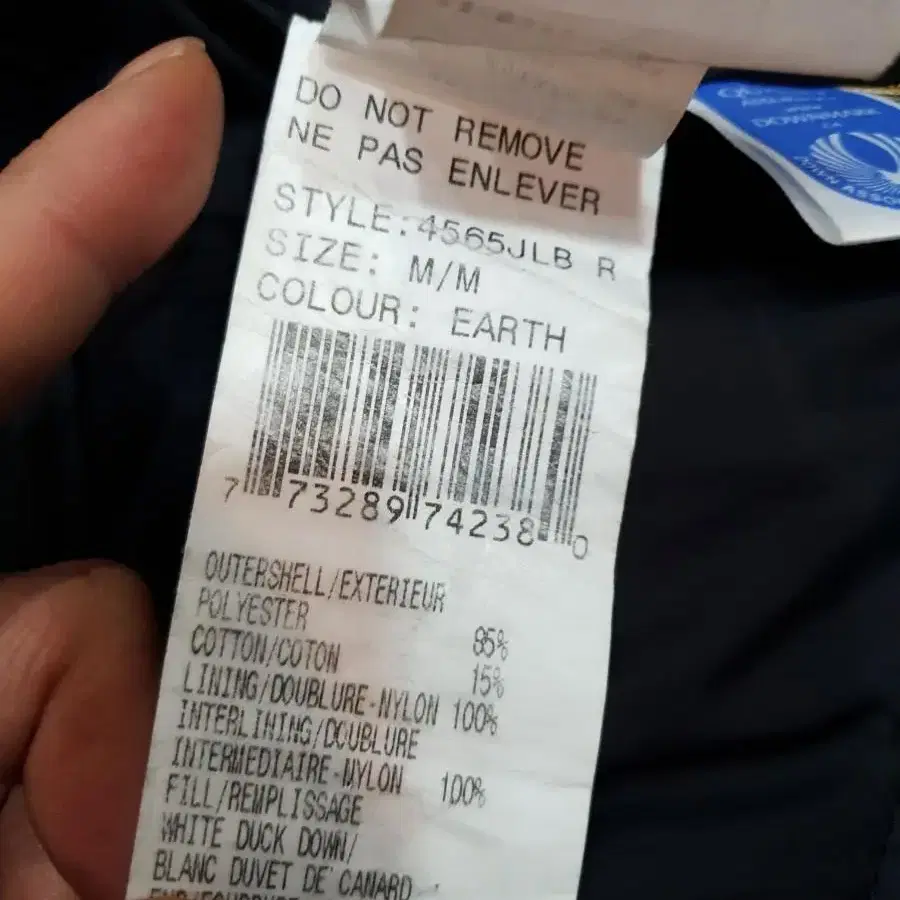 DO NOT REMOVE
NE PAS ENLEVER
STYLE:4565JLB R
SIZE: M/M
COLOUR: EARTH
7 73289 74238 0
OUTERSHELL/EXTERIEUR
POLYESTER 85%
COTTON/COTON 15%
LINING/DOUBLURE-NYLON 100%
INTERLINING/DOUBLURE
INTERMEDIAIRE-NYLON 100%
FILL/REMPLISSAGE
WHITE DUCK DOWN/
BLANC DUVET DE CANARD
DOWNMARK
DOWN ASSO